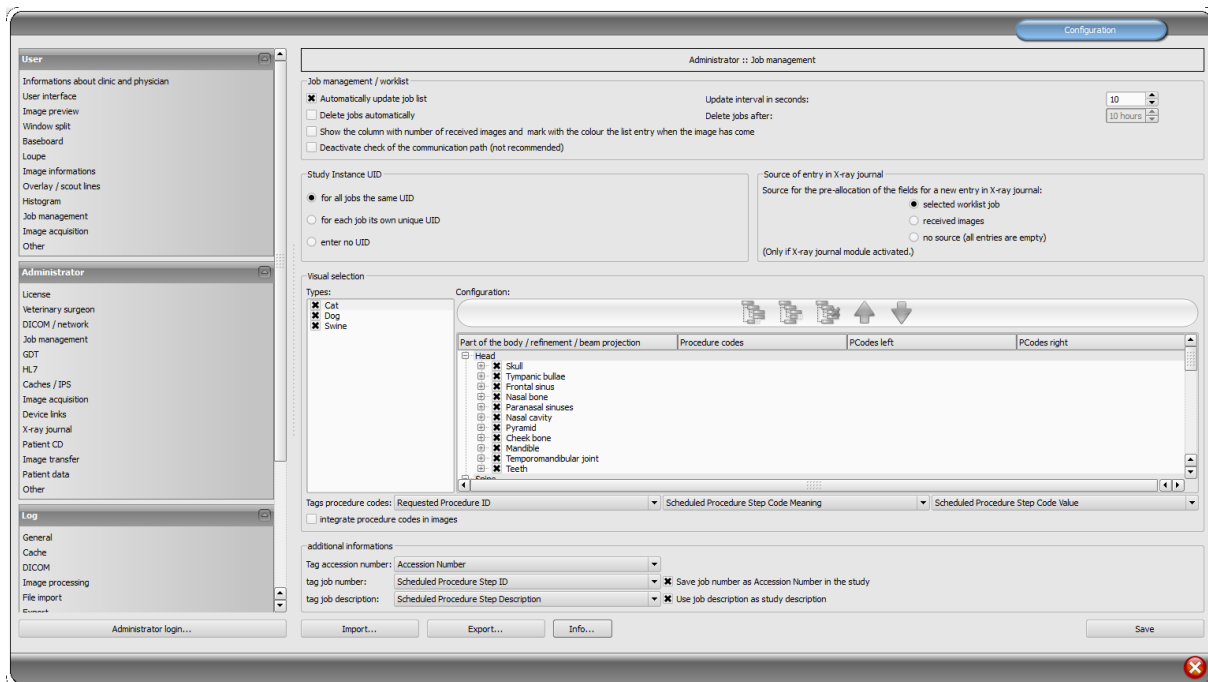 Configuration
User
Informations about clinic and physician
User interface
Image preview
Window split
Baseboard
Loupe
Image informations
Overlay / scout lines
Histogram
Job management
Image acquisition
Other
Administrator
License
Veterinary surgeon
DICOM / network
Job management
GDT
HL7
Caches / IPS
Image acquisition
Device links
X-ray journal
Patient CD
Image transfer
Patient data
Other
Log
General
Cache
DICOM
Image processing
File import
Export
Administrator login...
Administrator :: Job management
Job management / worklist
Automatically update job list Update interval in seconds: 10
Delete jobs automatically Delete jobs after: 10 hours
Show the column with number of received images and mark with the colour the list entry when the image has come
Deactivate check of the communication path (not recommended)
Study Instance UID
for all jobs the same UID
for each job its own unique UID
enter no UID
Source of entry in X-ray journal
Source for the pre-allocation of the fields for a new entry in X-ray journal:
selected worklist job
received images
no source (all entries are empty)
(Only if X-ray journal module activated.)
Visual selection
Types:
Cat
Dog
Swine
Configuration:
Part of the body / refinement / beam projection Procedure codes PCodes left PCodes right
Head
Skull
Tympanic bullae
Frontal sinus
Nasal bone
Paranasal sinuses
Nasal cavity
Pyramid
Cheek bone
Mandible
Temporomandibular joint
Teeth
Spine
Tags procedure codes: Requested Procedure ID Scheduled Procedure Step Code Meaning Scheduled Procedure Step Code Value
integrate procedure codes in images
additional informations
Tag accession number: Accession Number
tag job number: Scheduled Procedure Step ID Save job number as Accession Number in the study
tag job description: Scheduled Procedure Step Description Use job description as study description
Import... Export... Info... Save